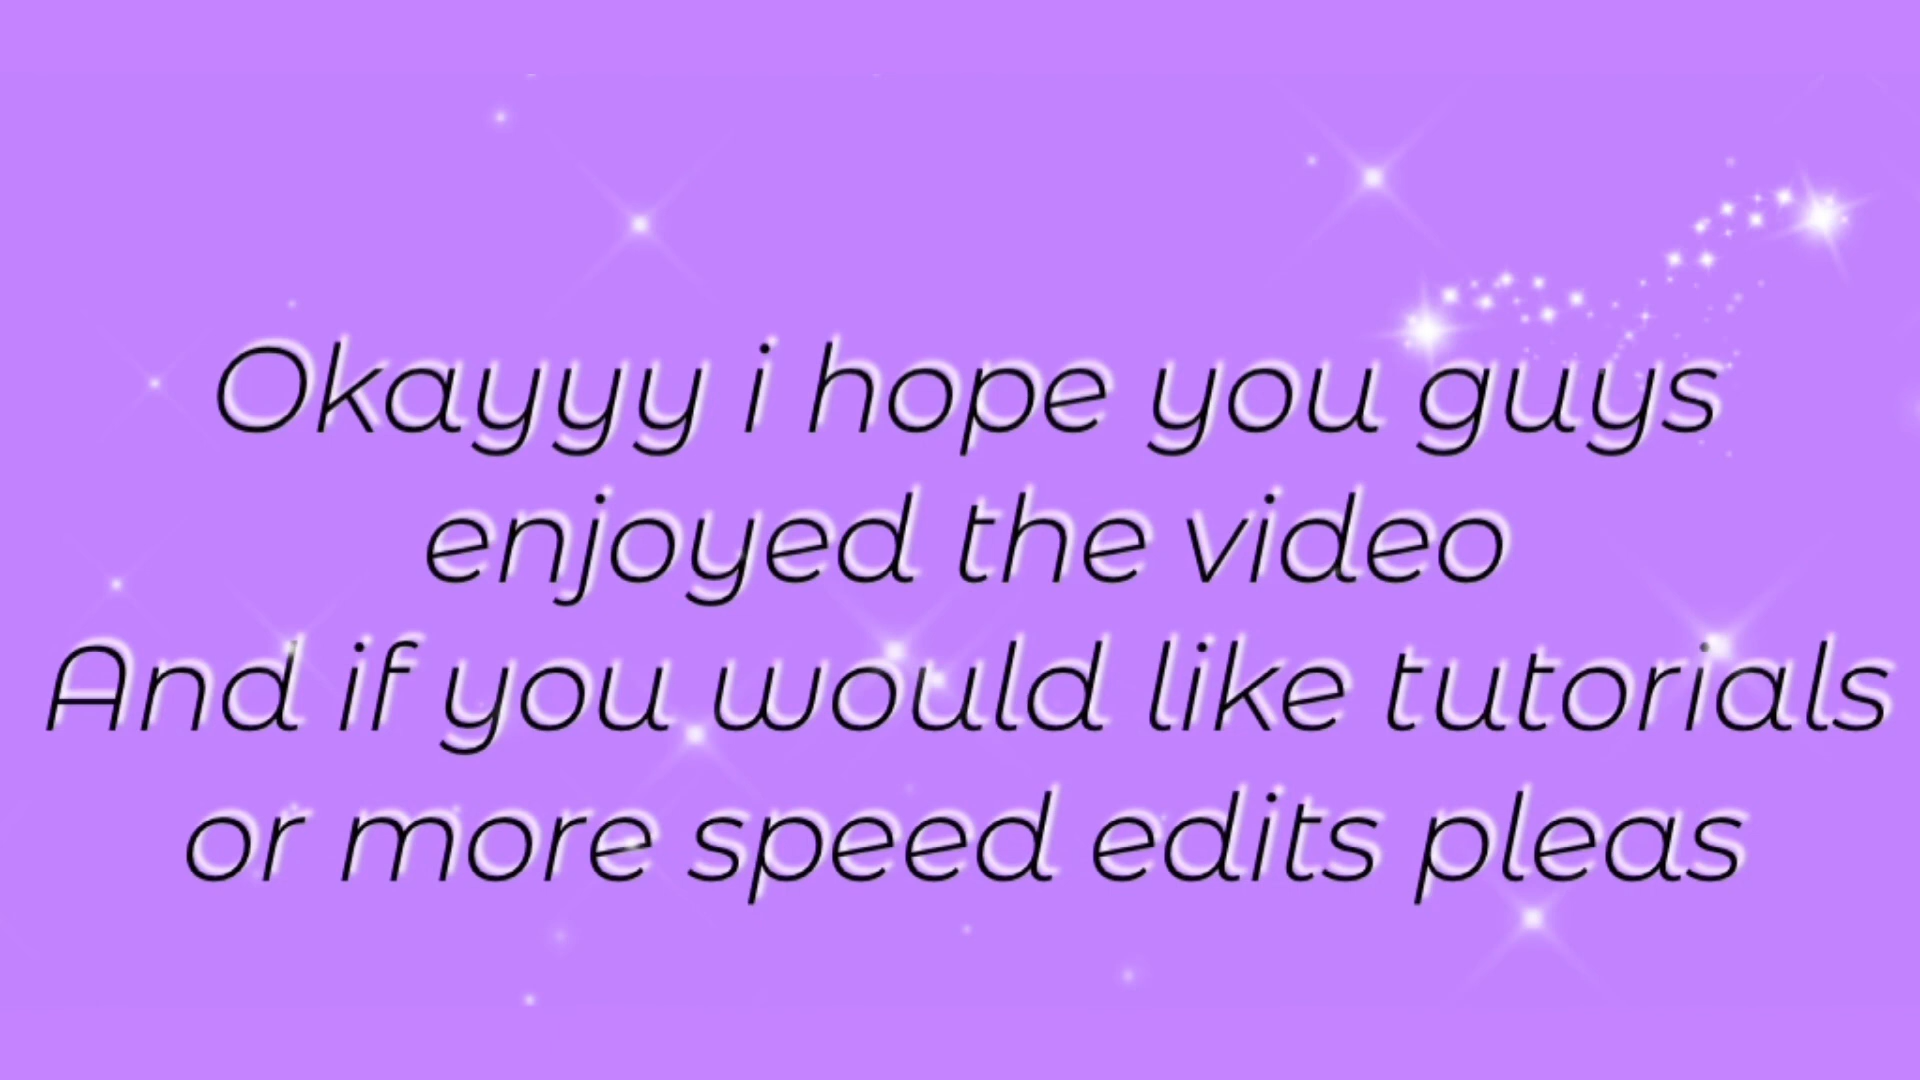 Okayyy i hope you guys
enjoyed the video
And if you would like tutorials
or more speed edits pleas